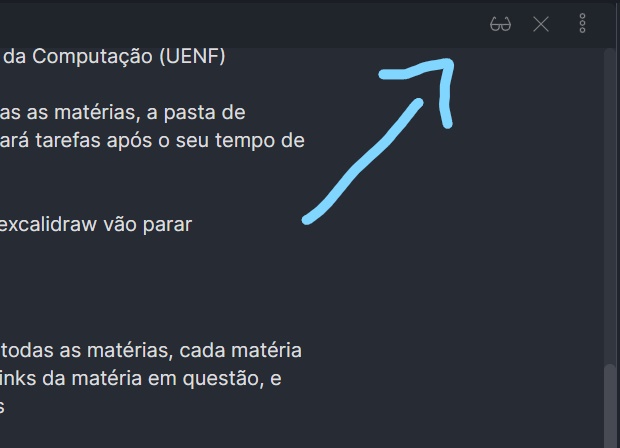 da Computação (UENF)
as as matérias, a pasta de
ará tarefas após o seu tempo de
excalidraw vão parar
todas as matérias, cada matéria
inks da matéria em questão, e
s